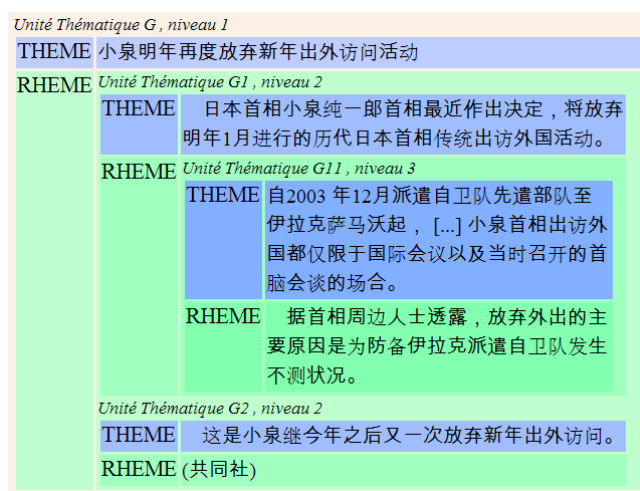 Unité Thématique G , niveau 1
THEME 小泉明年再度放弃新年出外访问活动
RHEME Unité Thématique G1 , niveau 2
THEME 日本首相小泉纯一郎首相最近作出决定，将放弃
明年1月进行的历代日本首相传统出访外国活动。
RHEME Unité Thématique G11 , niveau 3
THEME 自2003 年12月派遣自卫队先遣部队至
伊拉克萨马沃起， [...] 小泉首相出访外
国都仅限于国际会议以及当时召开的首
脑会谈的场合。
RHEME 据首相周边人士透露，放弃外出的主
要原因是为防备伊拉克派遣自卫队发生
不测状况。
Unité Thématique G2 , niveau 2
THEME 这是小泉继今年之后又一次放弃新年出外访问。
RHEME (共同社)